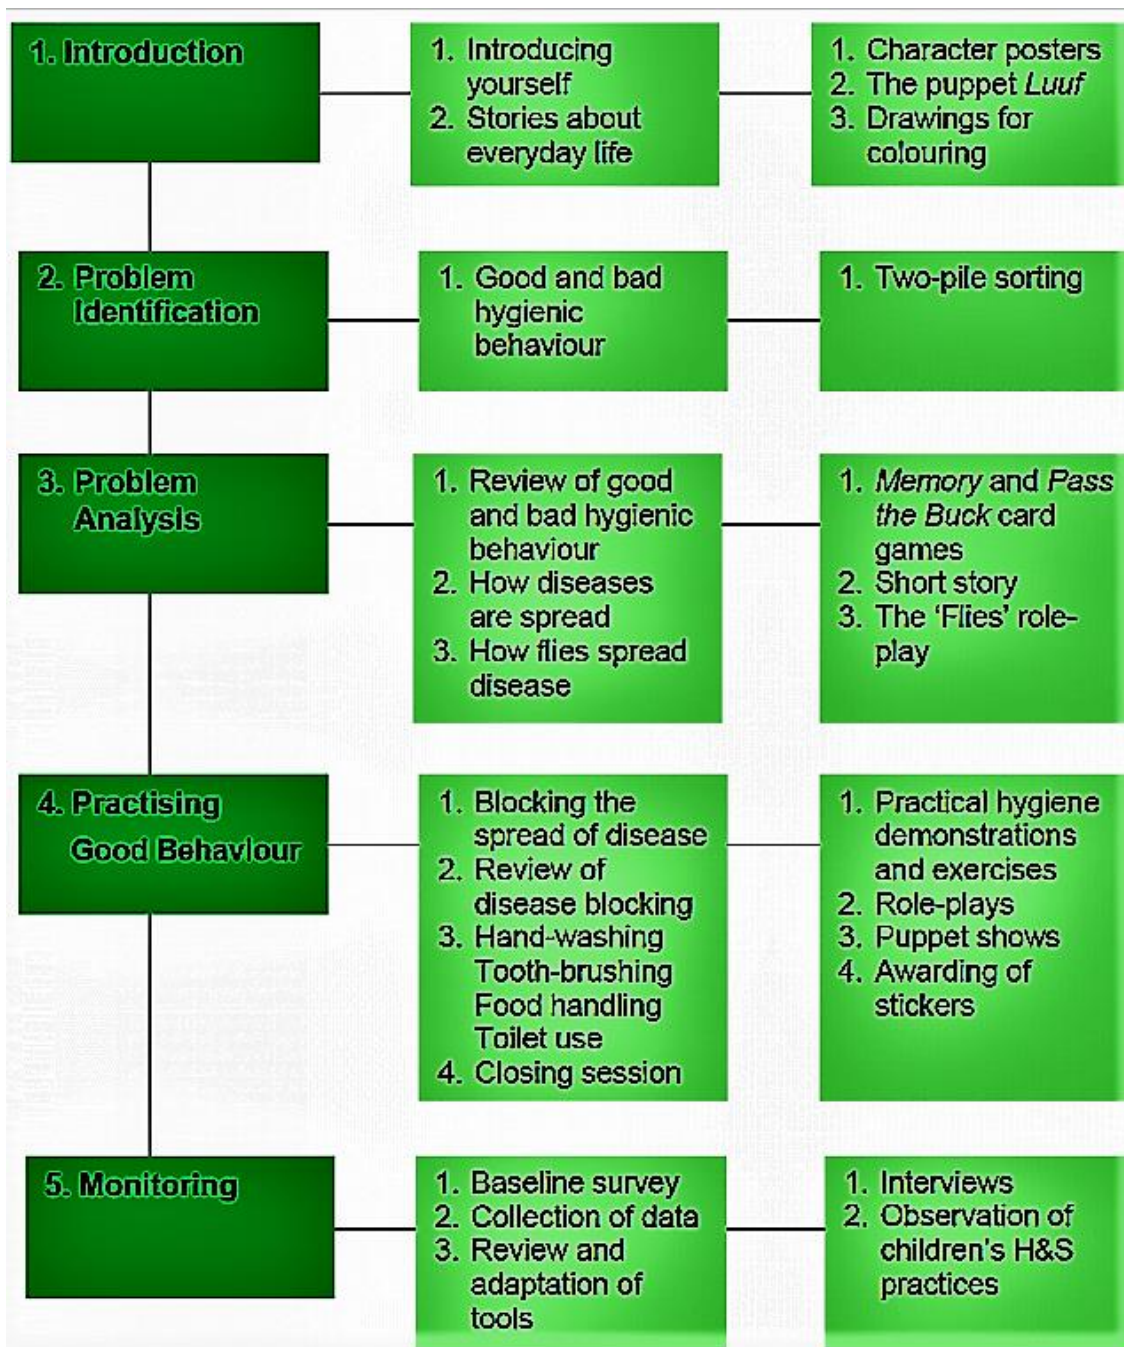 1. Introduction
1. Introducing
yourself
2. Stories about
everyday life
1. Character posters
2. The puppet Luuf
3. Drawings for
colouring
2. Problem
Identification
1. Good and bad
hygienic
behaviour
1. Two-pile sorting
3. Problem
Analysis
1. Review of good
and bad hygienic
behaviour
2. How diseases
are spread
3. How flies spread
disease
1. Memory and Pass
the Buck card
games
2. Short story
3. The ‘Flies’ role-
play
4. Practising
Good Behaviour
1. Blocking the
spread of disease
2. Review of
disease blocking
3. Hand-washing
Tooth-brushing
Food handling
Toilet use
4. Closing session
1. Practical hygiene
demonstrations
and exercises
2. Role-plays
3. Puppet shows
4. Awarding of
stickers
5. Monitoring
1. Baseline survey
2. Collection of data
3. Review and
adaptation of
tools
1. Interviews
2. Observation of
children’s H&S
practices